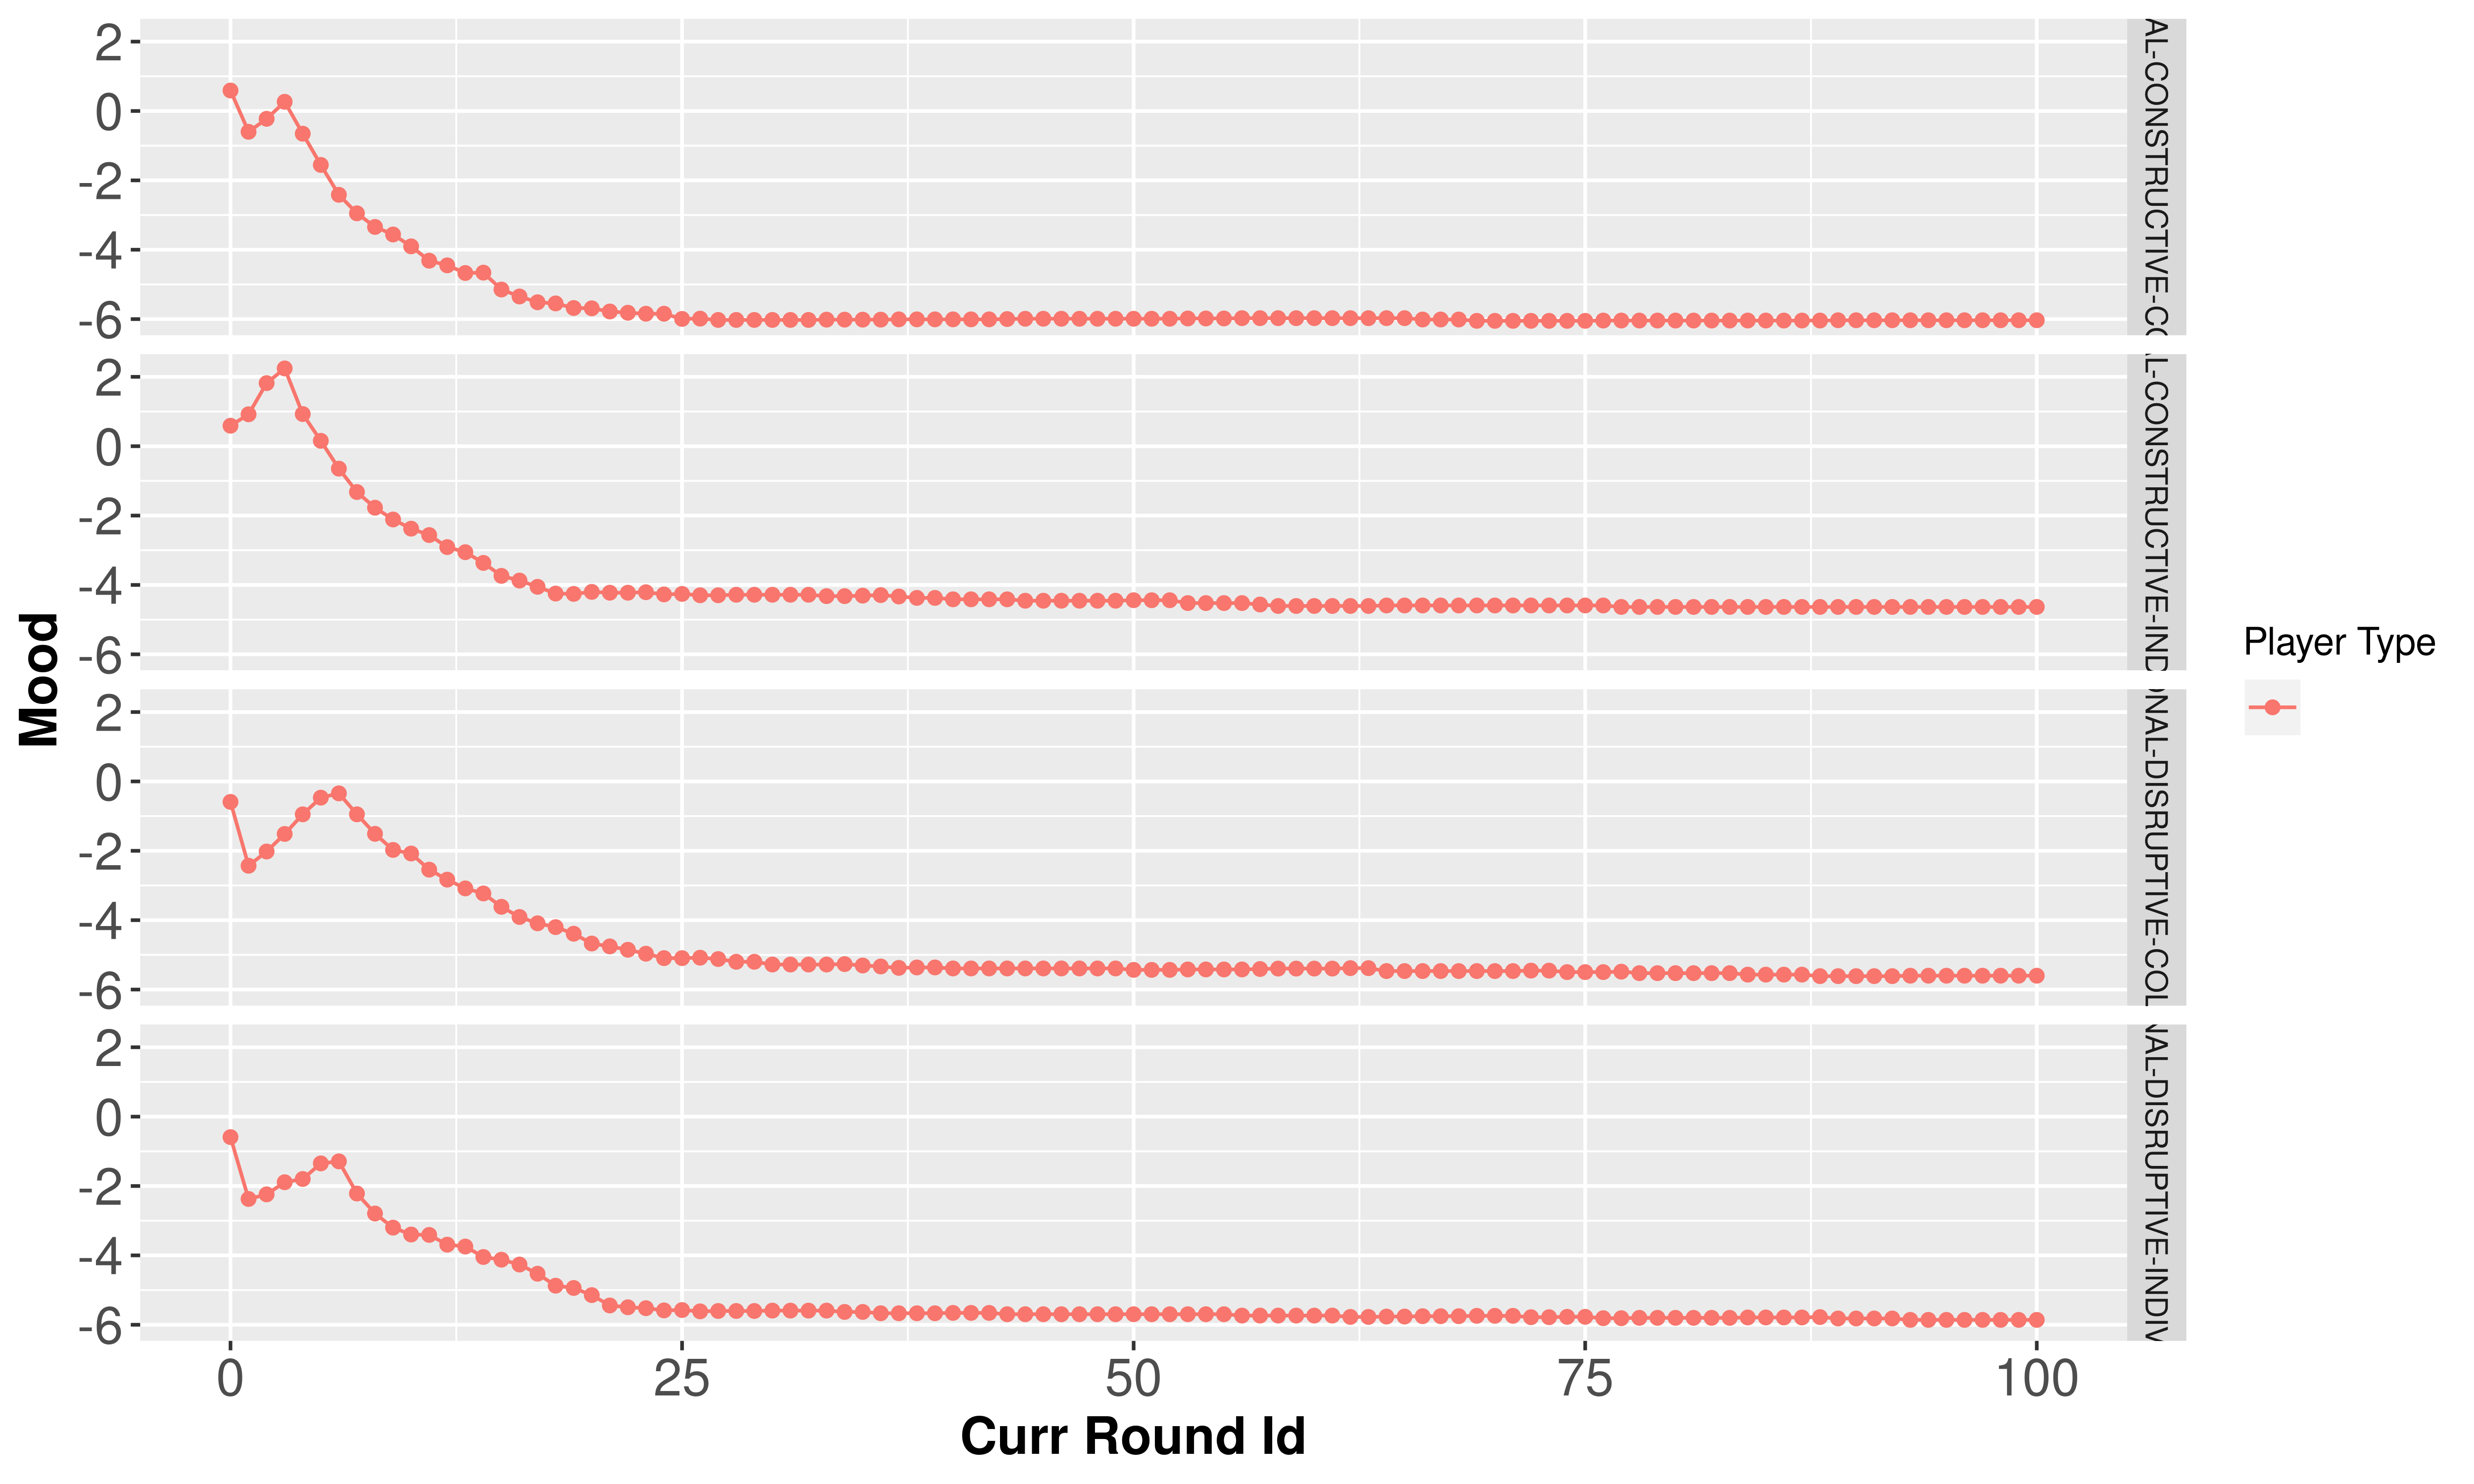 2
0
-2
-4
-6
AL-CONSTRUCTIVE-CO
2
0
-2
-4
-6
L-CONSTRUCTIVE-IND
2
0
-2
-4
-6
ONAL-DISRUPTIVE-COL
2
0
-2
-4
-6
NAL-DISRUPTIVE-INDIV
Mood
0 25 50 75 100
Curr Round Id
Player Type